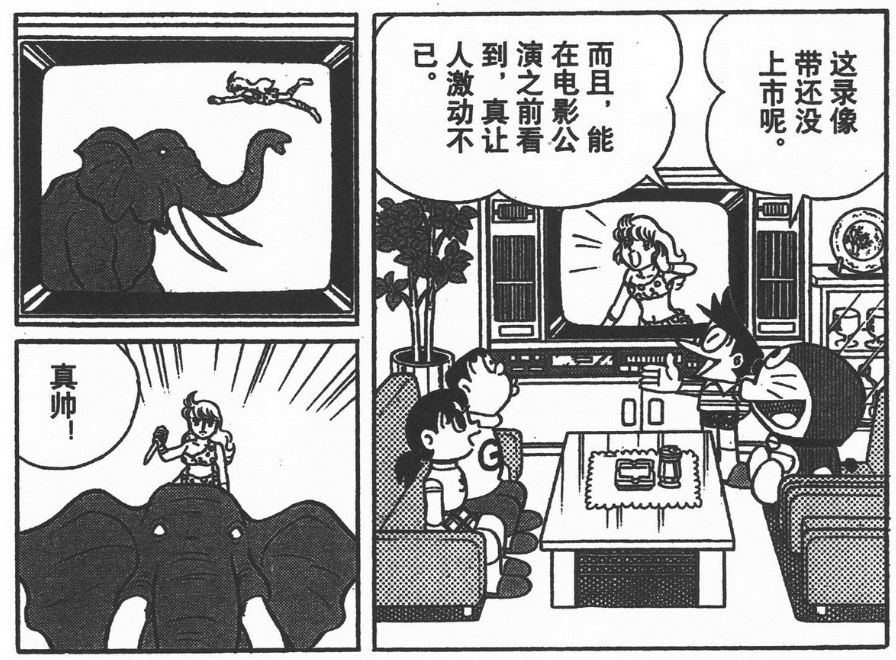 这录像
带还没
上市呢。
而且，能
在电影公
演之前看
到，真让
人激动不
已。
真
帅！
G